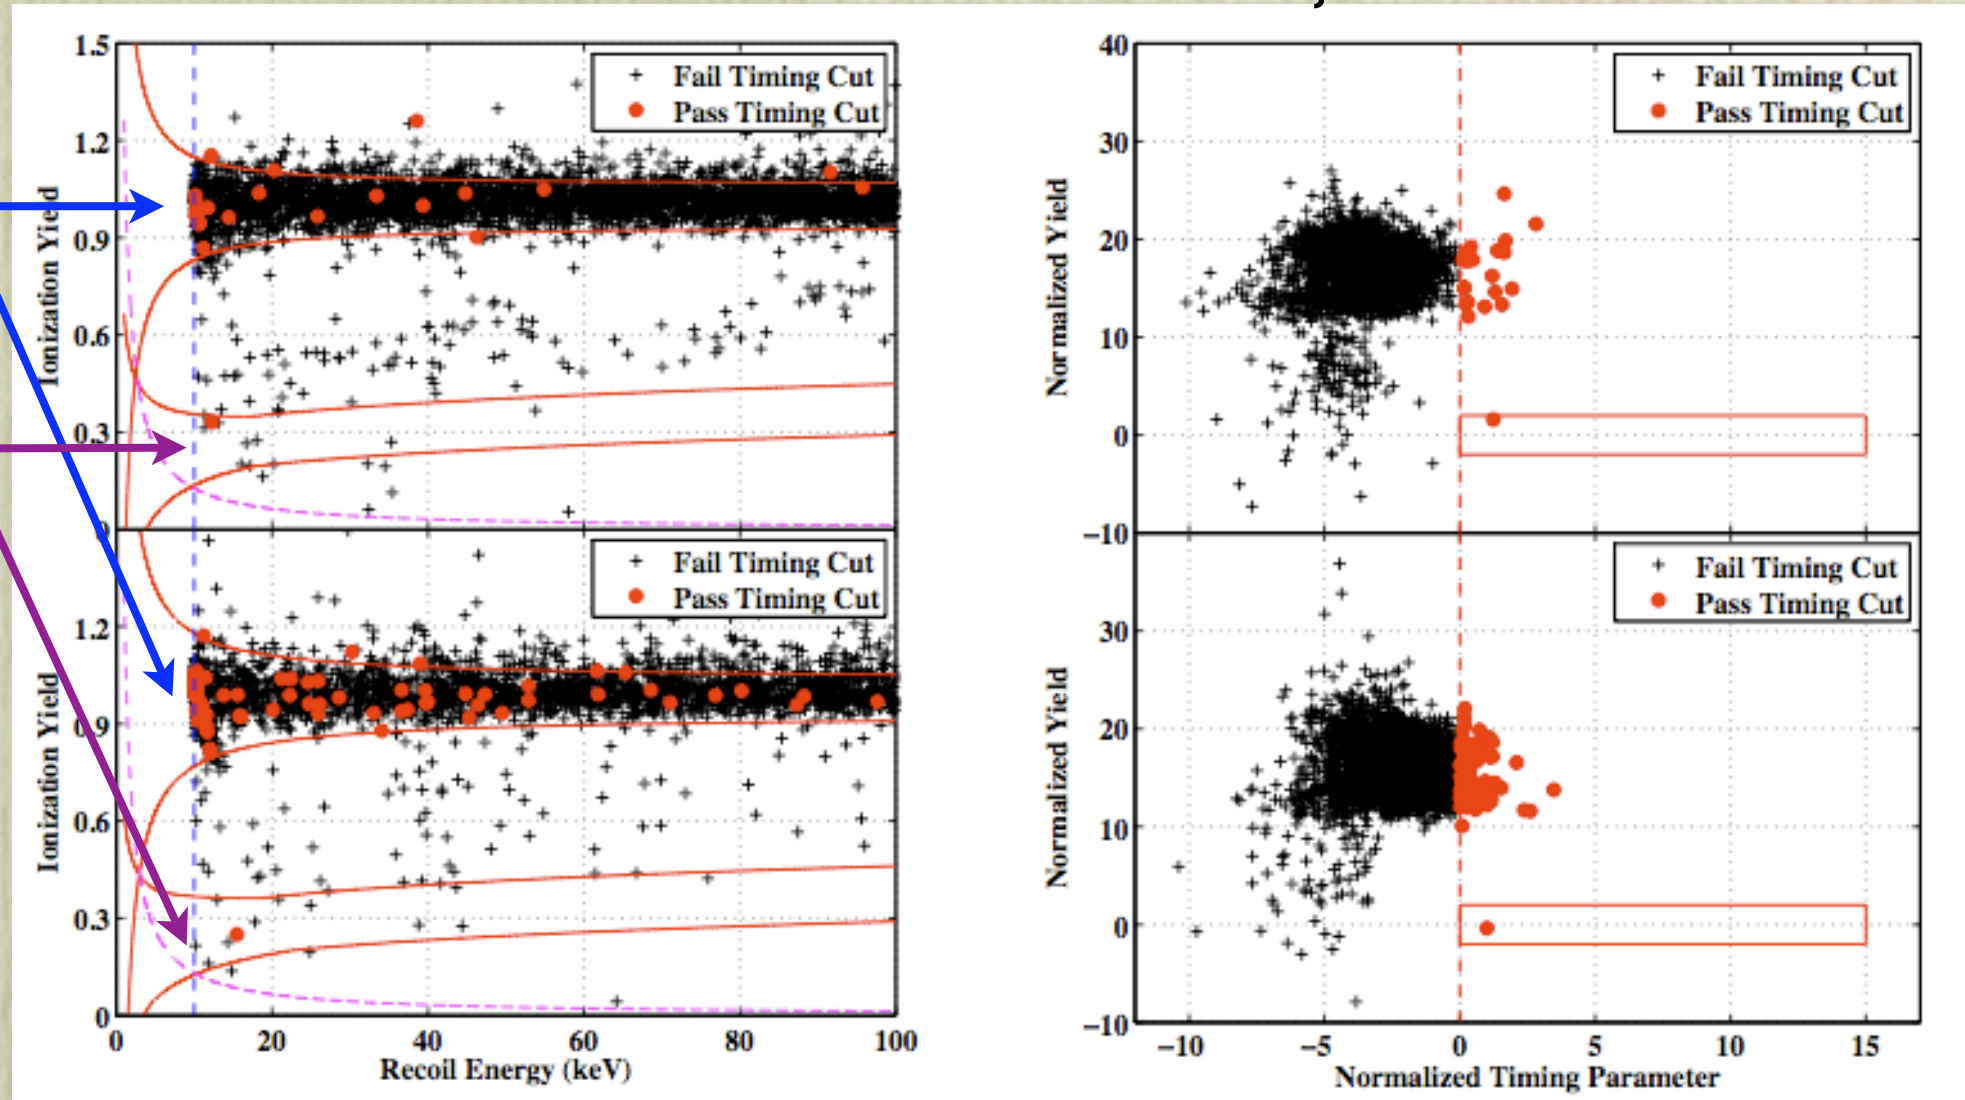 1.5
1.2
0.9
0.6
0.3
0
Ionization Yield
Fail Timing Cut
Pass Timing Cut
40
30
20
10
0
−10
Normalized Yield
Fail Timing Cut
Pass Timing Cut
1.2
0.9
0.6
0.3
0
Ionization Yield
Fail Timing Cut
Pass Timing Cut
0
20
40
60
80
100
Recoil Energy (keV)
30
20
10
0
−10
Normalized Yield
Fail Timing Cut
Pass Timing Cut
−10
−5
0
5
10
15
Normalized Timing Parameter